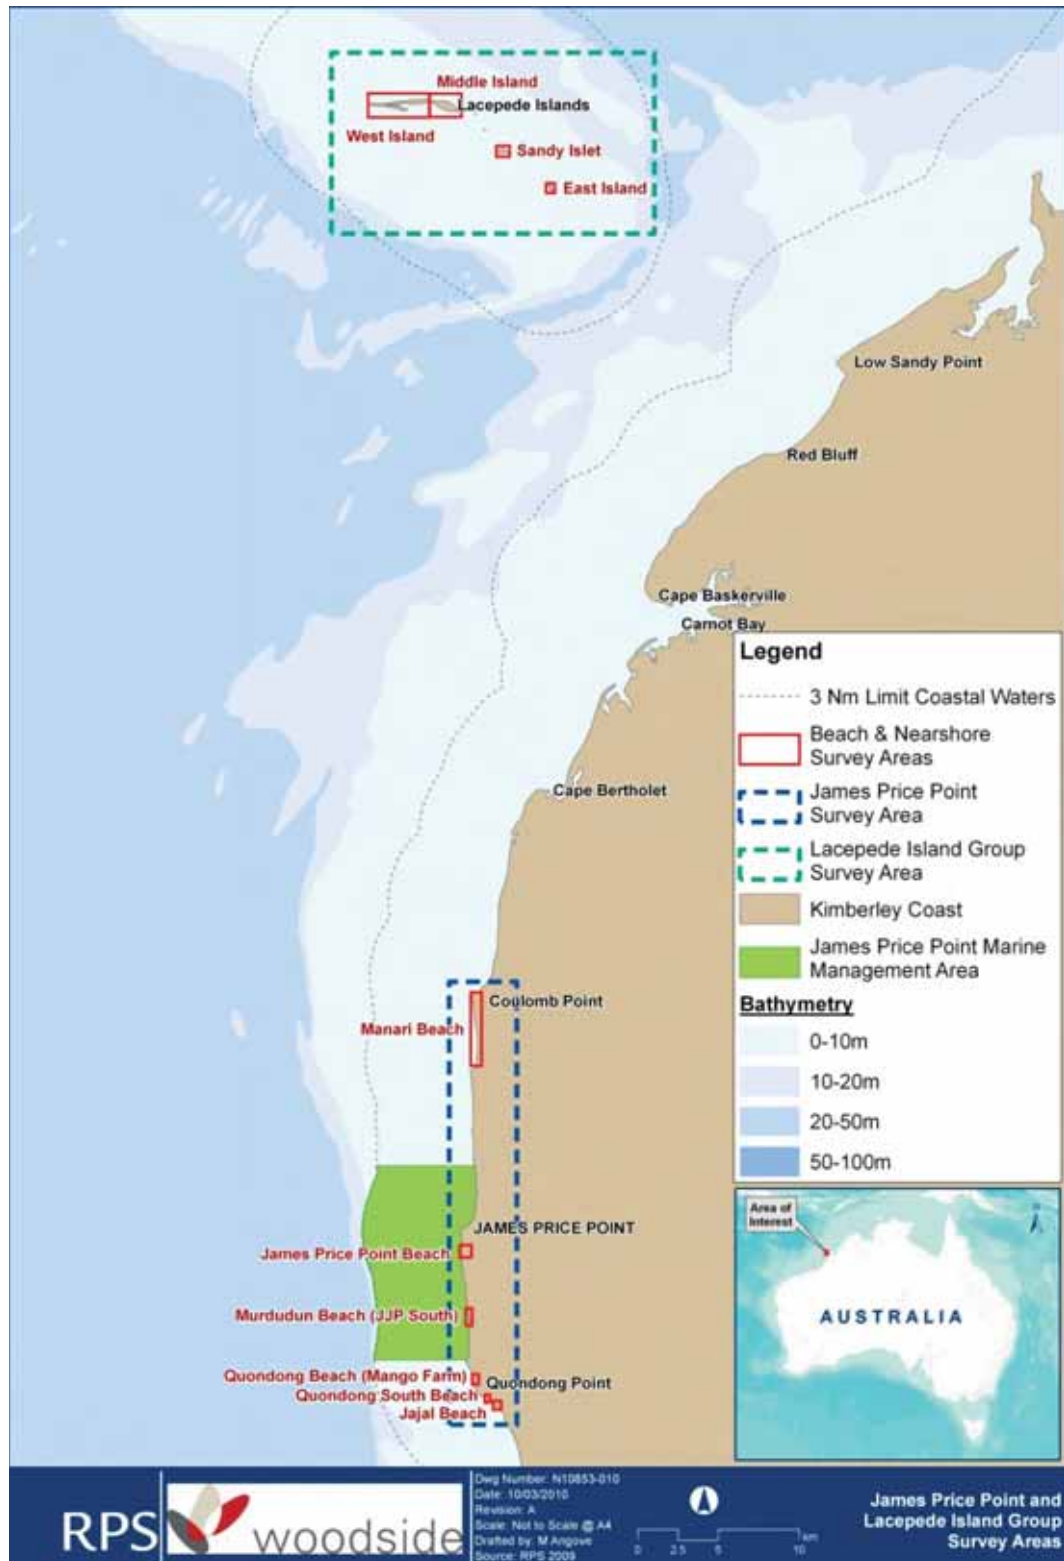 Middle Island
Lacepede Islands
West Island
Sandy Islet
East Island
Low Sandy Point
Red Bluff
Cape Baskerville
Carnot Bay
Cape Bertholet
Coulomb Point
Manari Beach
JAMES PRICE POINT
James Price Point Beach
Murdudun Beach (JJP South)
Quondong Beach (Mango Farm)
Quondong Point
Quondong South Beach
Jajal Beach
Legend
3 Nm Limit Coastal Waters
Beach & Nearshore
Survey Areas
James Price Point
Survey Area
Lacepede Island Group
Survey Area
Kimberley Coast
James Price Point Marine
Management Area
Bathymetry
0-10m
10-20m
20-50m
50-100m
Area of
Interest
N
AUSTRALIA
RPS
woodside
Dwg Number: N10853-010
Date: 10/03/2010
Revision: A
Scale: Not to Scale @ A4
Drafted by: M Angove
Source: RPS 2009
km
0 2.5 5 10
James Price Point and
Lacepede Island Group
Survey Areas